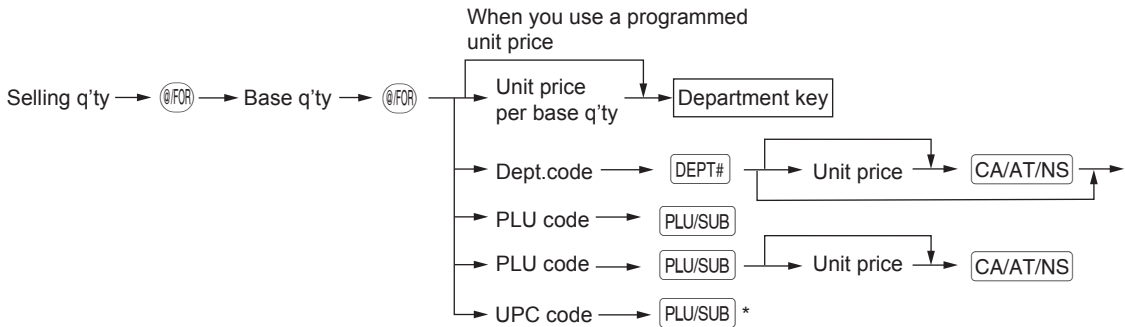 When you use a programmed
unit price
Selling q'ty @/FOR Base q'ty @/FOR Unit price
per base q'ty Department key
Dept.code DEPT# Unit price CA/AT/NS
PLU code PLU/SUB
PLU code PLU/SUB Unit price CA/AT/NS
UPC code PLU/SUB *